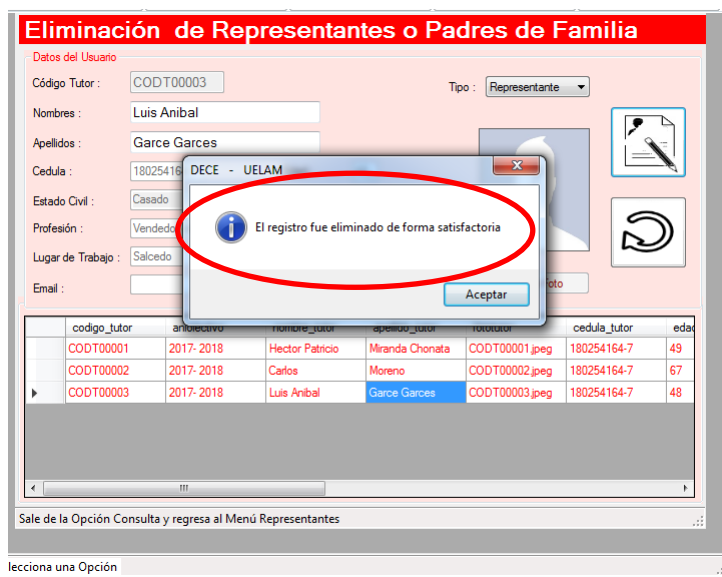 Eliminación de Representantes o Padres de Familia
Datos del Usuario
Código Tutor : CODT00003 Tipo : Representante
Nombres : Luis Anibal
Apellidos : Garce Garces
Cedula : 18025416
DECE - UELAM
Estado Civil : Casado
El registro fue eliminado de forma satisfactoria
Profesión : Vendedo
Lugar de Trabajo : Salcedo
Email :
Aceptar
codigo_tutor cedula_tutor edad
CODT00001 2017- 2018 Hector Patricio Miranda Chonata CODT00001.jpeg 180254164-7 49
CODT00002 2017- 2018 Carlos Moreno CODT00002.jpeg 180254164-7 67
CODT00003 2017- 2018 Luis Anibal Garce Garces CODT00003.jpeg 180254164-7 48
Sale de la Opción Consulta y regresa al Menú Representantes
lecciona una Opción